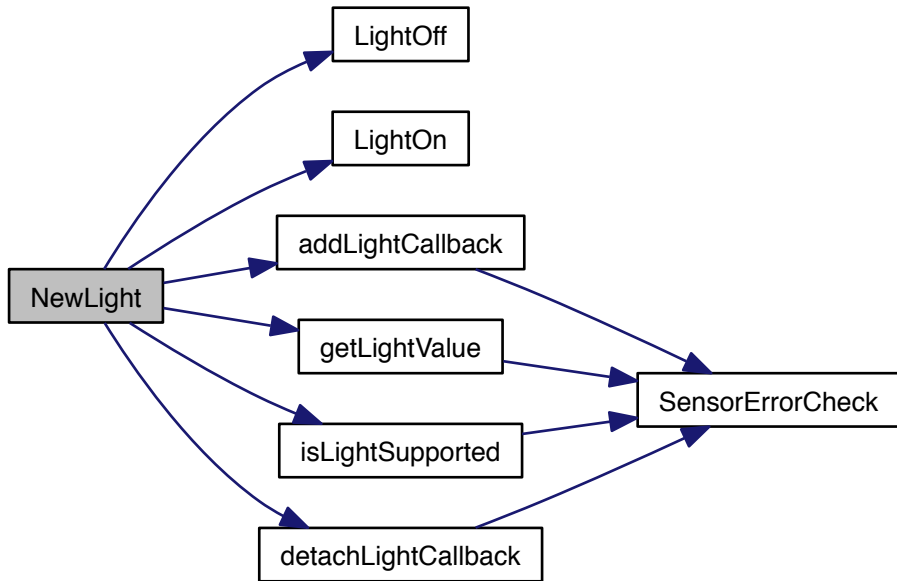 LightOff
LightOn
addLightCallback
NewLight
getLightValue
SensorErrorCheck
isLightSupported
detachLightCallback